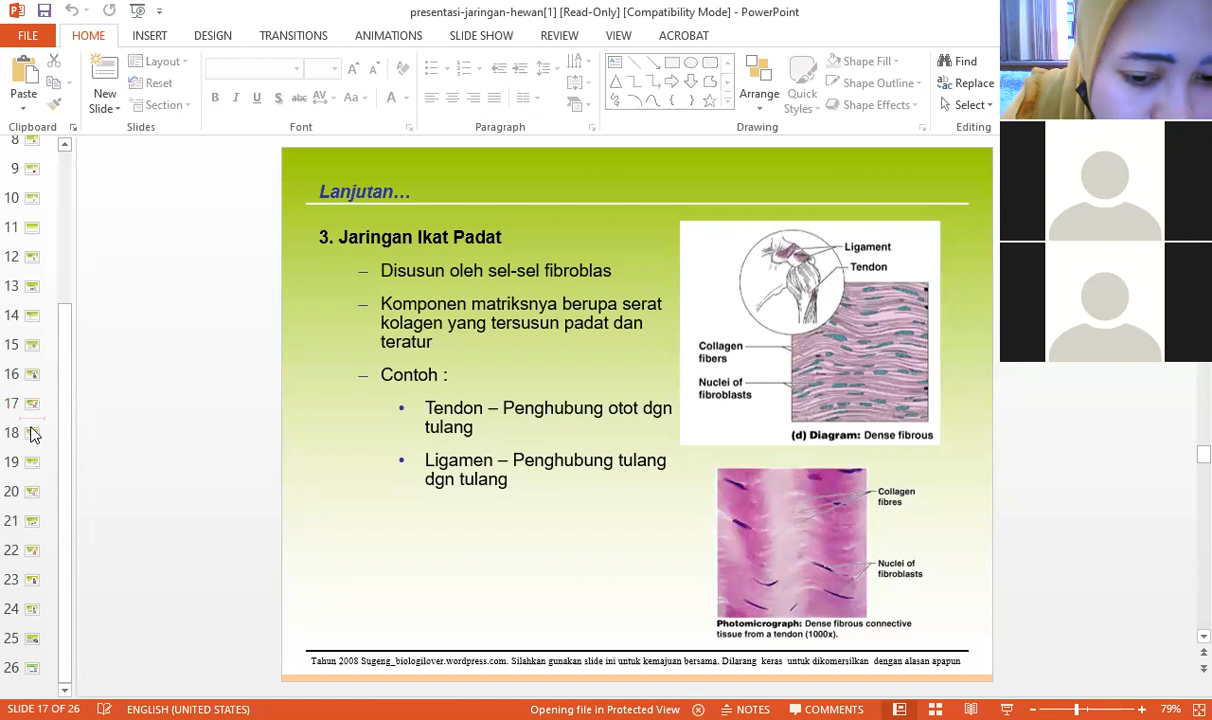 presentasi-jaringan-hewan[1] [Read-Only] [Compatibility Mode] - PowerPoint
FILE HOME INSERT DESIGN TRANSITIONS ANIMATIONS SLIDE SHOW REVIEW VIEW ACROBAT
Paste
New Slide
Layout
Reset
Section
B I U S abc AV Aa A
Arrange
Quick Styles
Shape Fill
Shape Outline
Shape Effects
Find
Replace
Select
Clipboard Slides Font Paragraph Drawing Editing
8
9
10
11
12
13
14
15
16
17
18
19
20
21
22
23
24
25
26
Lanjutan…
3. Jaringan Ikat Padat
– Disusun oleh sel-sel fibroblas
– Komponen matriksnya berupa serat
kolagen yang tersusun padat dan
teratur
– Contoh :
• Tendon – Penghubung otot dgn
tulang
• Ligamen – Penghubung tulang
dgn tulang
Ligament
Tendon
Collagen
fibers
Nuclei of
fibroblasts
(d) Diagram: Dense fibrous
Collagen
fibres
Nuclei of
fibroblasts
Photomicrograph: Dense fibrous connective
tissue from a tendon (1000x).
Tahun 2008 Sugeng_biologilover.wordpress.com. Silahkan gunakan slide ini untuk kemajuan bersama. Dilarang keras untuk dikomersilkan dengan alasan apapun
SLIDE 17 OF 26 ENGLISH (UNITED STATES) Opening file in Protected View NOTES COMMENTS 79%